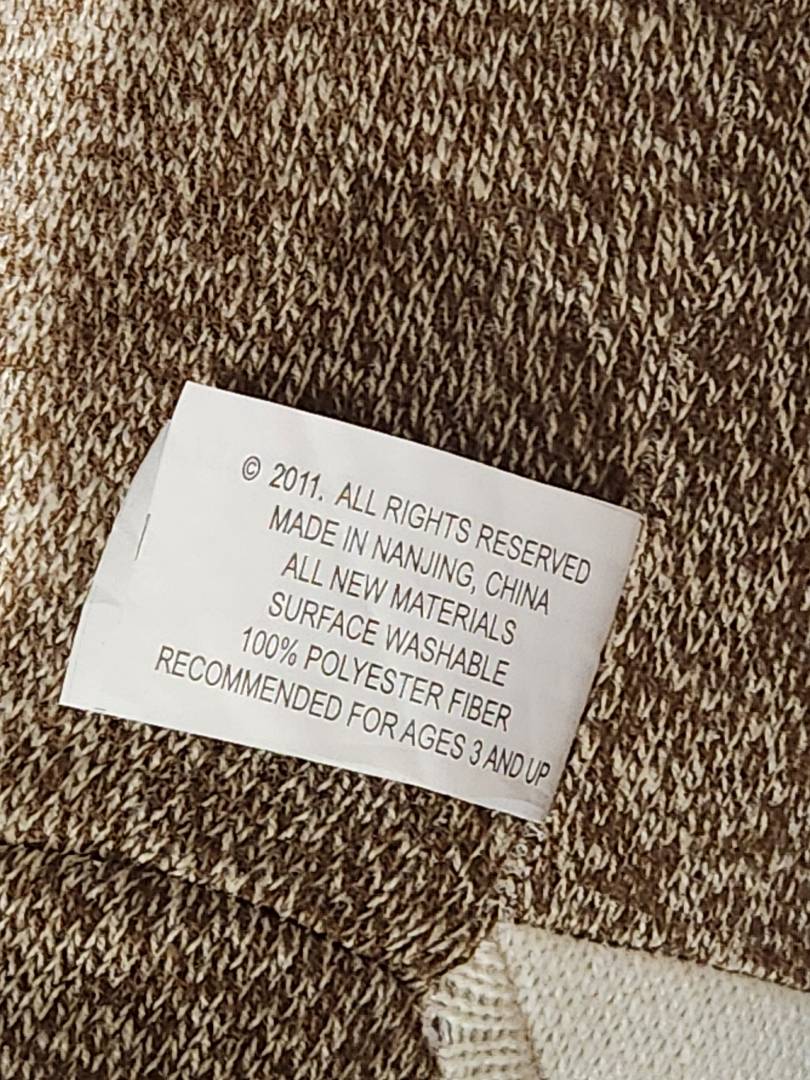 © 2011. ALL RIGHTS RESERVED
MADE IN NANJING, CHINA
ALL NEW MATERIALS
SURFACE WASHABLE
100% POLYESTER FIBER
RECOMMENDED FOR AGES 3 AND UP